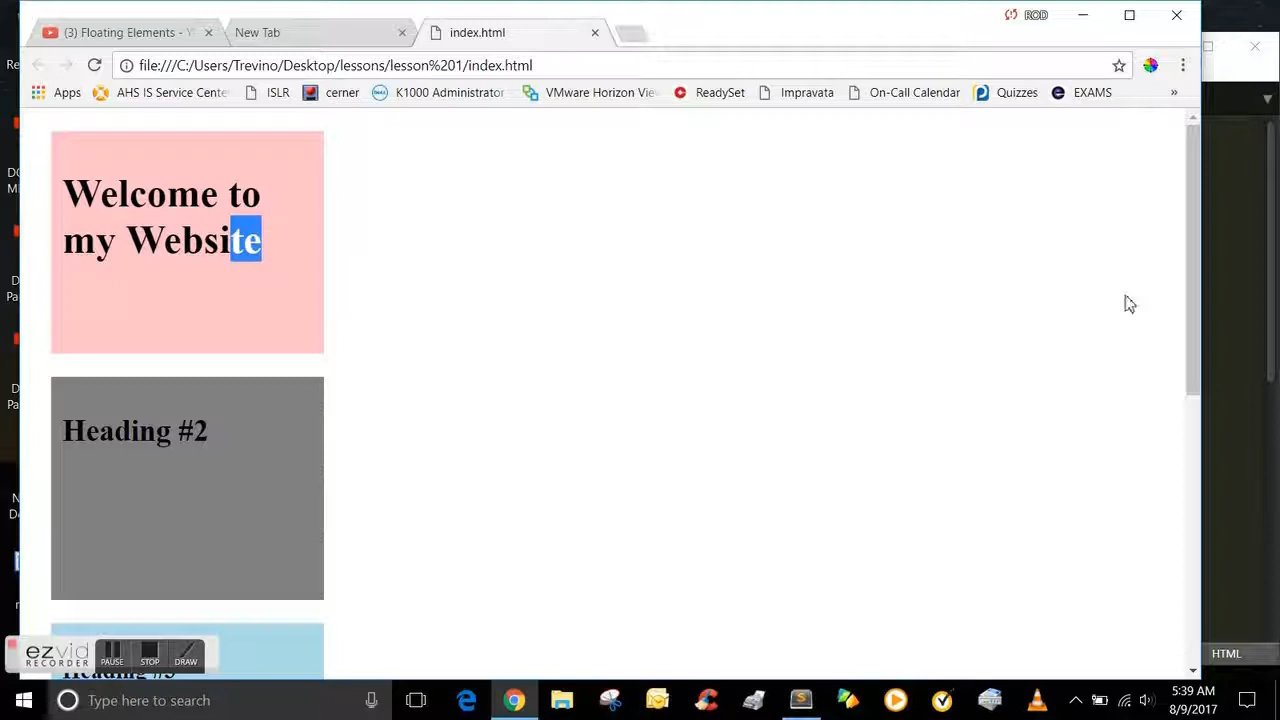 ROD
(3) Floating Elements - Y
New Tab
index.html
file:///C:/Users/Trevino/Desktop/lessons/lesson%201/index.html
Apps
AHS IS Service Cente
ISLR
cerner
K1000 Administrator
VMware Horizon Vie
ReadySet
Impravata
On-Call Calendar
Quizzes
EXAMS
»
Welcome to
my Website
Heading #2
Heading #3
ezvid
RECORDER
PAUSE
STOP
DRAW
HTML
Type here to search
5:39 AM
8/9/2017